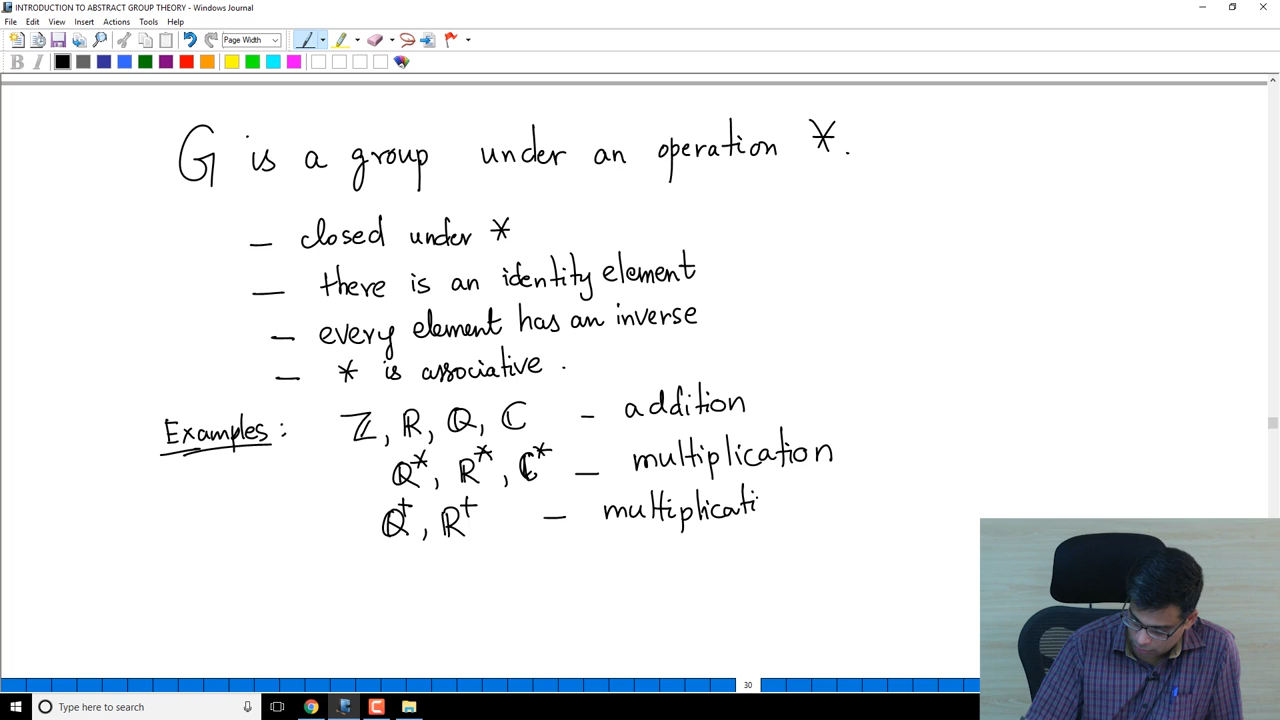 INTRODUCTION TO ABSTRACT GROUP THEORY - Windows Journal
File Edit View Insert Actions Tools Help
Page Width
B I
G is a group under an operation *.
– closed under *
– there is an identity element
– every element has an inverse
– * is associative.
Examples: ℤ, ℝ, ℚ, ℂ – addition
ℚ*, ℝ*, ℂ* – multiplication
ℚ⁺, ℝ⁺ – multiplicati
30
Type here to search